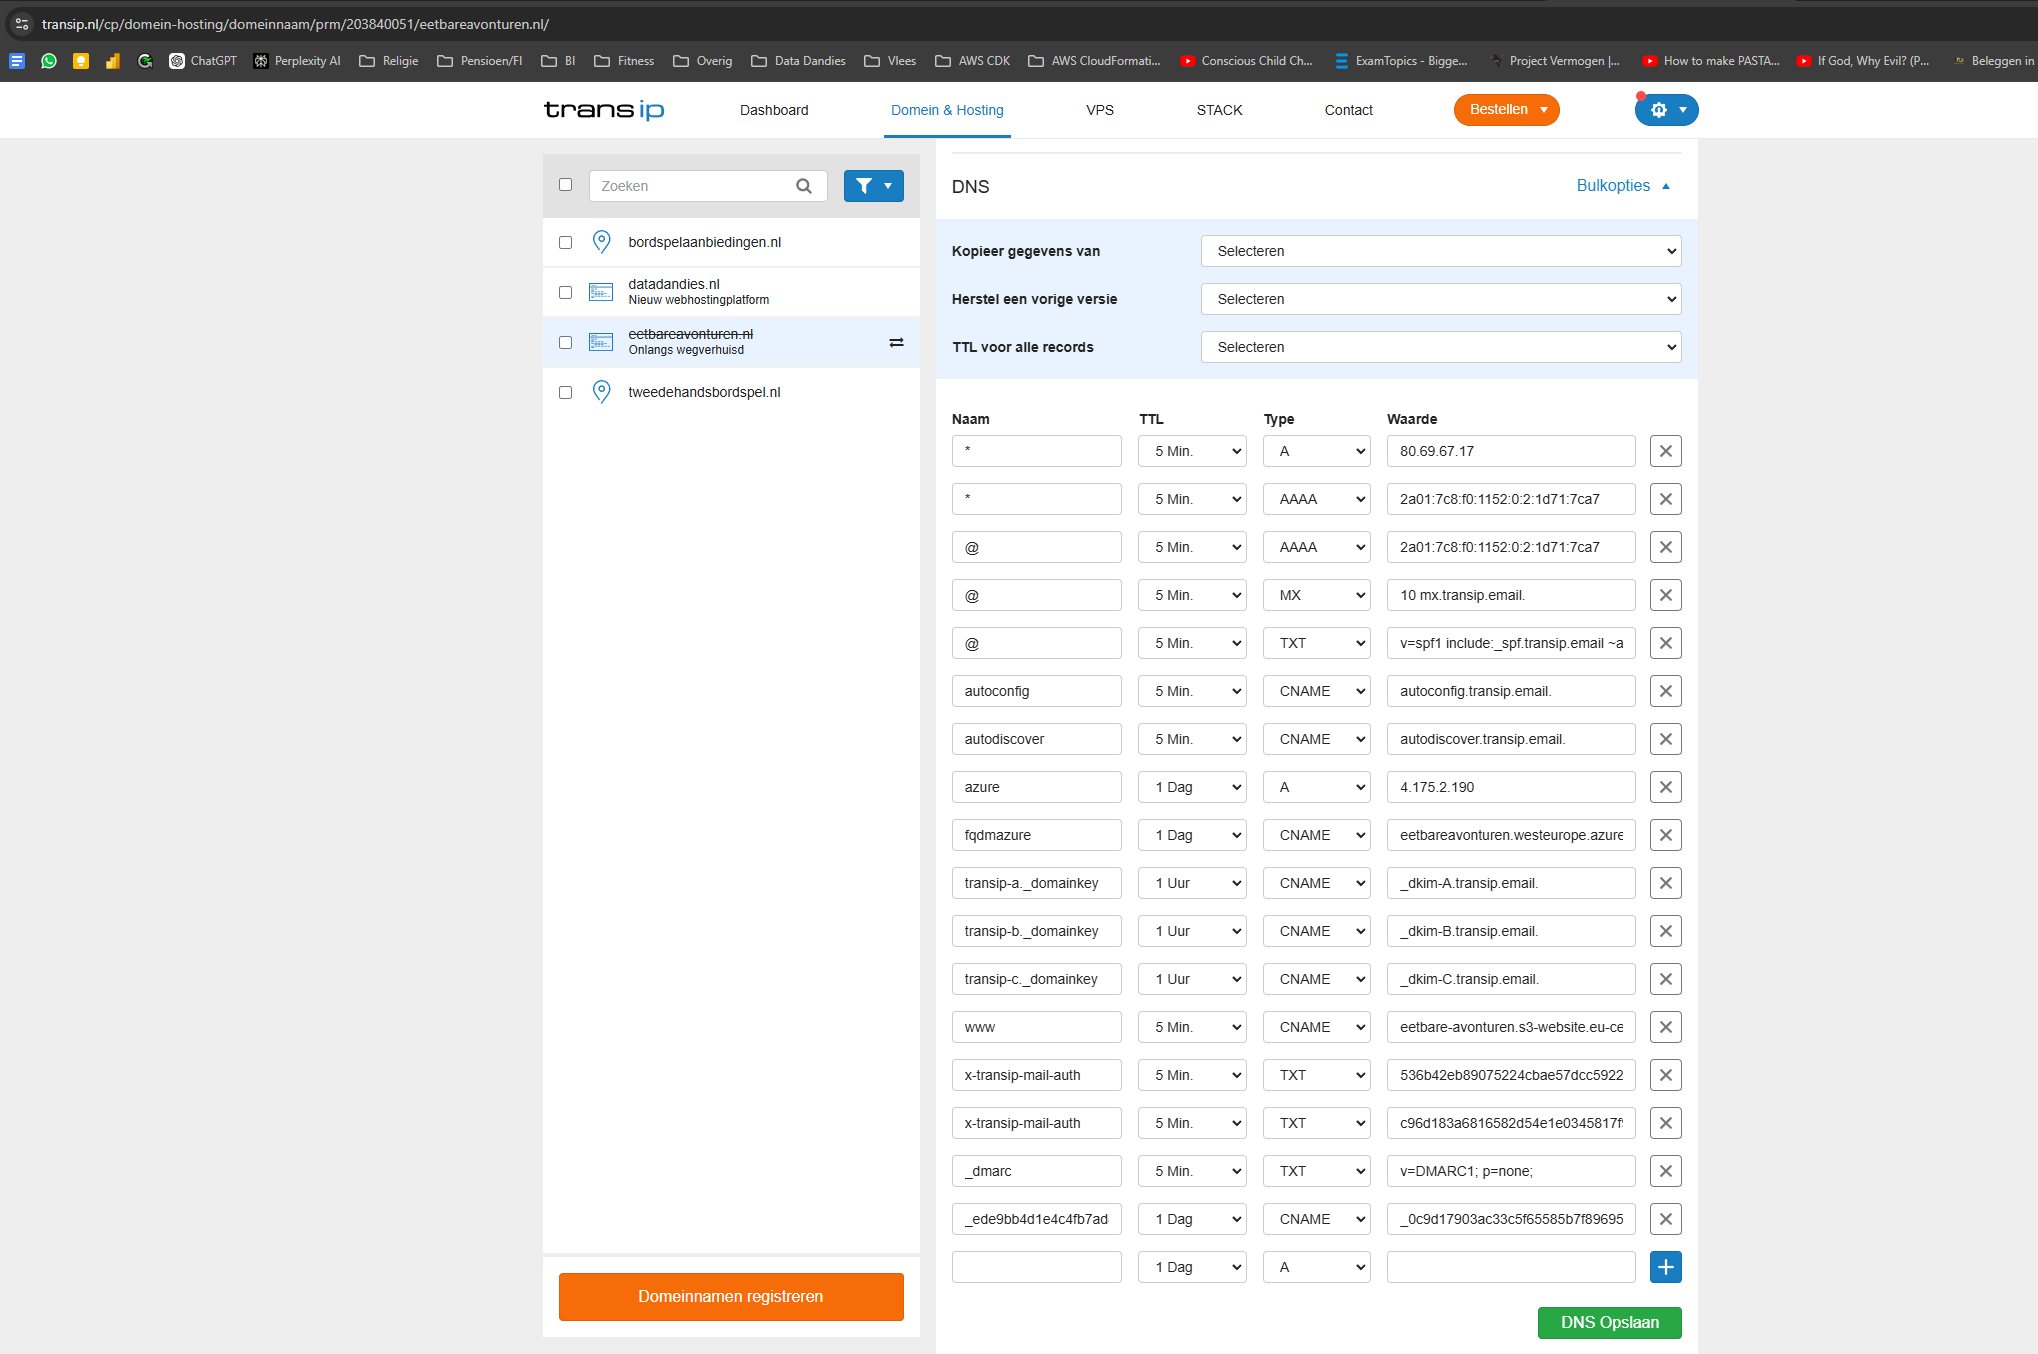 transip.nl/cp/domein-hosting/domeinnaam/prm/203840051/eetbareavonturen.nl/
ChatGPT Perplexity AI Religie Pensioen/FI BI Fitness Overig Data Dandies Vlees AWS CDK AWS CloudFormati... Conscious Child Ch... ExamTopics - Bigge... Project Vermogen |... How to make PASTA... If God, Why Evil? (P... Beleggen in
transip Dashboard Domein & Hosting VPS STACK Contact Bestellen
Zoeken
bordspelaanbiedingen.nl
datadandies.nl
Nieuw webhostingplatform
eetbareavonturen.nl
Onlangs wegverhuisd
tweedehandsbordspel.nl
Domeinnamen registreren
DNS Bulkopties
Kopieer gegevens van Selecteren
Herstel een vorige versie Selecteren
TTL voor alle records Selecteren
Naam TTL Type Waarde
* 5 Min. A 80.69.67.17
* 5 Min. AAAA 2a01:7c8:f0:1152:0:2:1d71:7ca7
@ 5 Min. AAAA 2a01:7c8:f0:1152:0:2:1d71:7ca7
@ 5 Min. MX 10 mx.transip.email.
@ 5 Min. TXT v=spf1 include:_spf.transip.email ~a
autoconfig 5 Min. CNAME autoconfig.transip.email.
autodiscover 5 Min. CNAME autodiscover.transip.email.
azure 1 Dag A 4.175.2.190
fqdmazure 1 Dag CNAME eetbareavonturen.westeurope.azure
transip-a._domainkey 1 Uur CNAME _dkim-A.transip.email.
transip-b._domainkey 1 Uur CNAME _dkim-B.transip.email.
transip-c._domainkey 1 Uur CNAME _dkim-C.transip.email.
www 5 Min. CNAME eetbare-avonturen.s3-website.eu-ce
x-transip-mail-auth 5 Min. TXT 536b42eb89075224cbae57dcc5922
x-transip-mail-auth 5 Min. TXT c96d183a6816582d54e1e0345817f
_dmarc 5 Min. TXT v=DMARC1; p=none;
_ede9bb4d1e4c4fb7ad 1 Dag CNAME _0c9d17903ac33c5f65585b7f89695
1 Dag A
DNS Opslaan